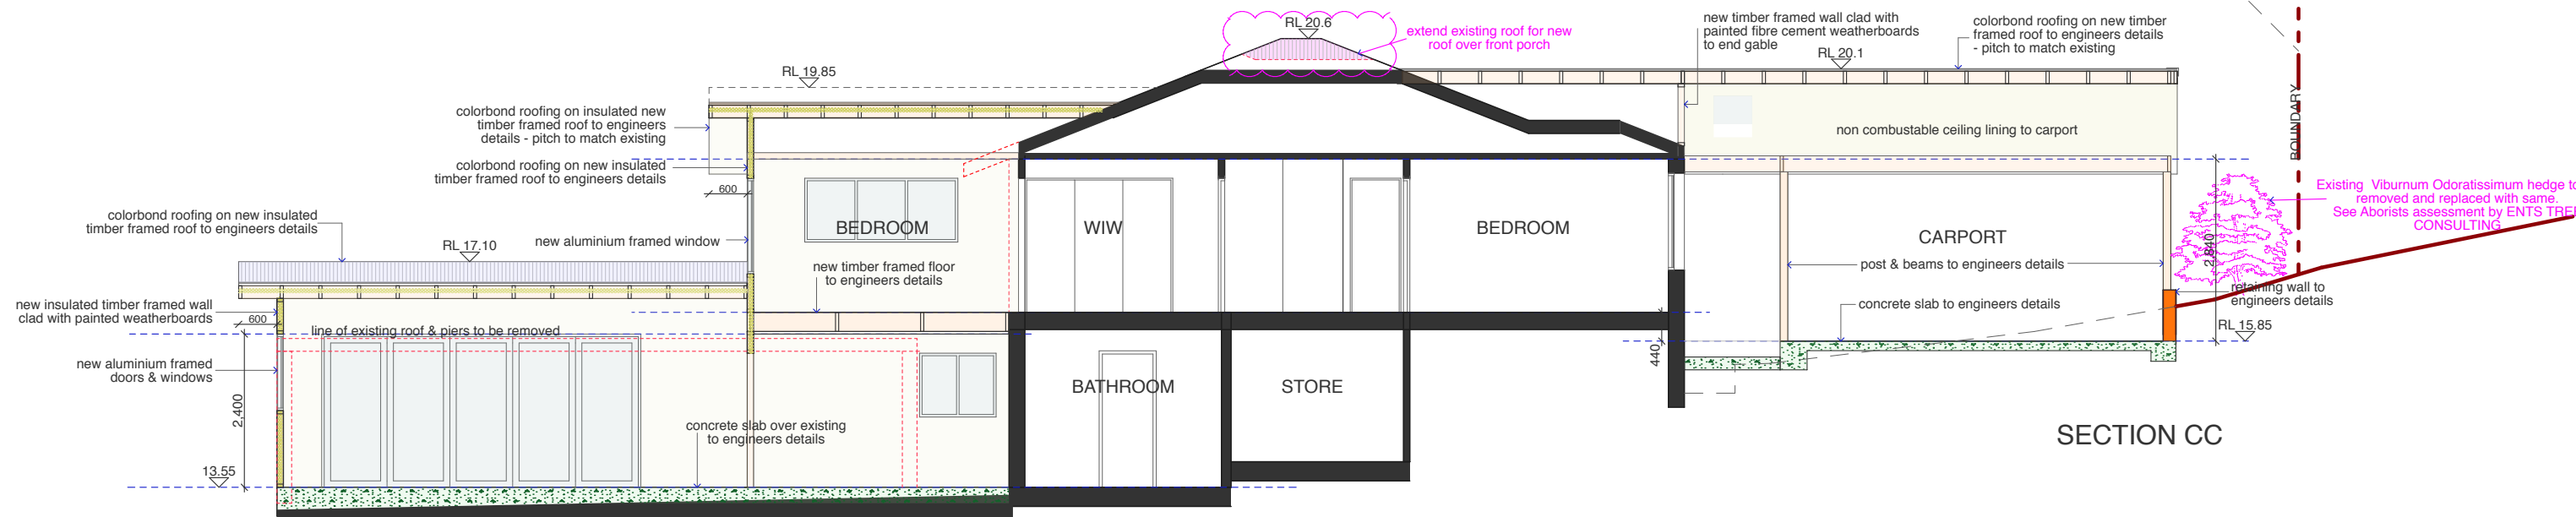 RL 20.6
extend existing roof for new
roof over front porch
new timber framed wall clad with
painted fibre cement weatherboards
to end gable
colorbond roofing on new timber
framed roof to engineers details
- pitch to match existing
RL 20.1
RL 19.85
colorbond roofing on insulated new
timber framed roof to engineers
details - pitch to match existing
colorbond roofing on new insulated
timber framed roof to engineers details
600
BOUNDARY
non combustable ceiling lining to carport
Existing Viburnum Odoratissimum hedge to
removed and replaced with same.
See Aborists assessment by ENTS TREE
CONSULTING
colorbond roofing on new insulated
timber framed roof to engineers details
RL 17.10
new aluminium framed window
BEDROOM
WIW
BEDROOM
CARPORT
2,840
post & beams to engineers details
new timber framed floor
to engineers details
new insulated timber framed wall
clad with painted weatherboards
600
line of existing roof & piers to be removed
concrete slab to engineers details
retaining wall to
engineers details
RL 15.85
440
new aluminium framed
doors & windows
2,400
BATHROOM
STORE
concrete slab over existing
to engineers details
13.55
SECTION CC